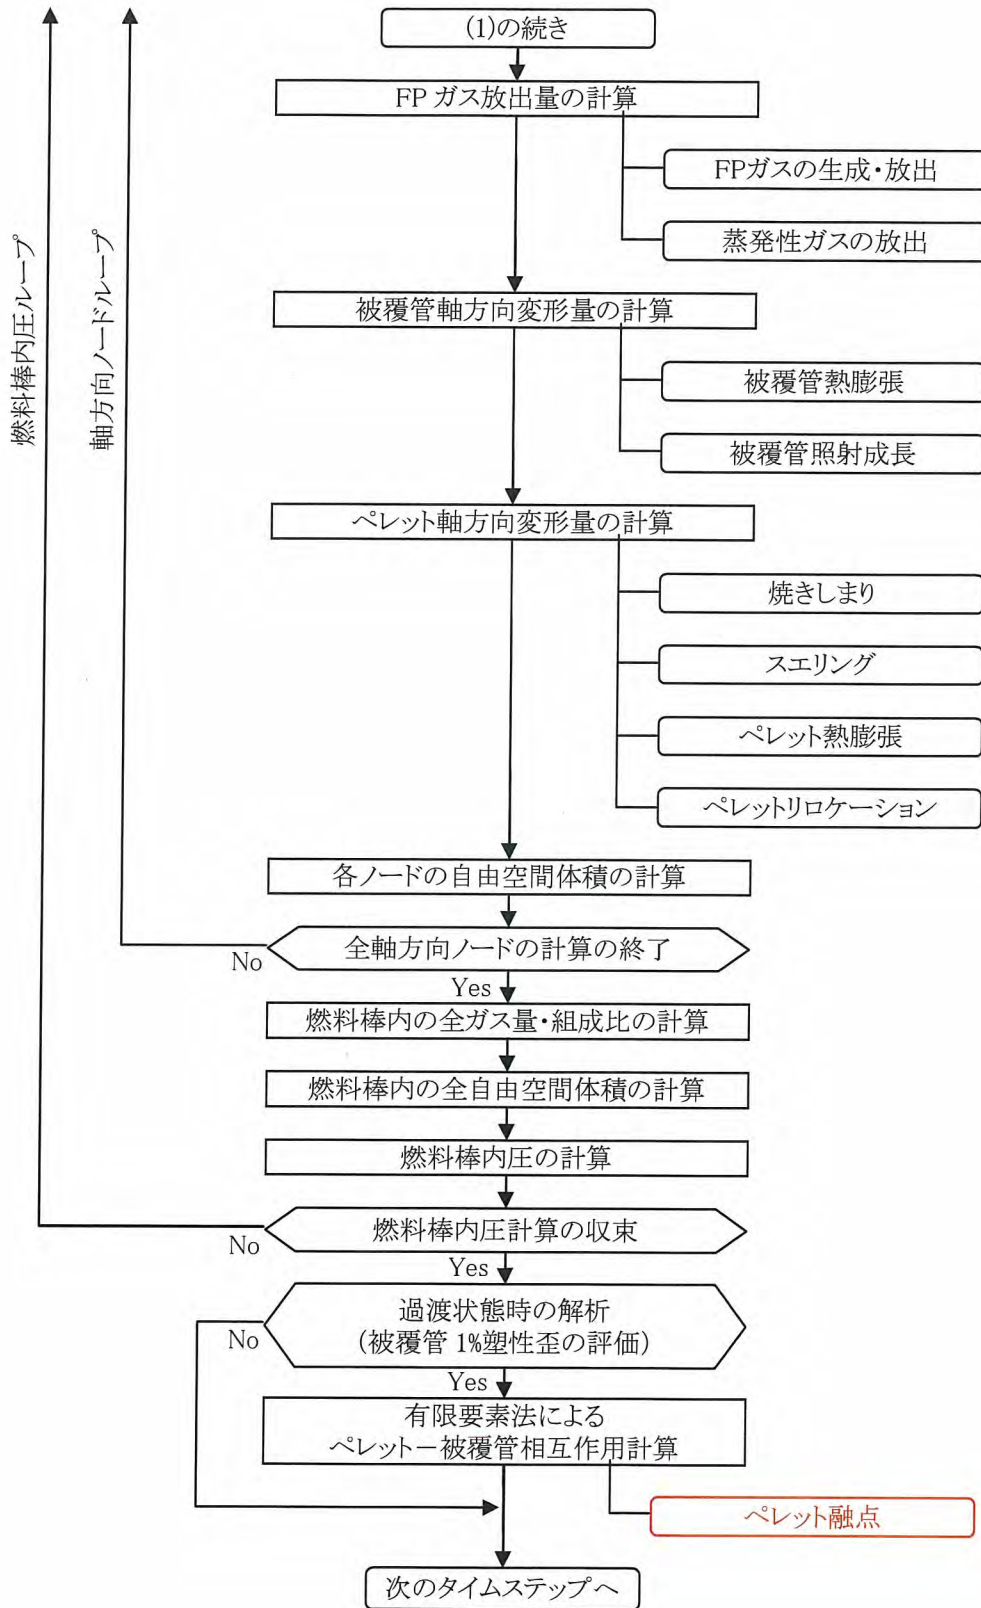 (1)の続き
FP ガス放出量の計算
FPガスの生成・放出
蒸発性ガスの放出
燃料棒内圧ループ
軸方向ノードループ
被覆管軸方向変形量の計算
被覆管熱膨張
被覆管照射成長
ペレット軸方向変形量の計算
焼きしまり
スエリング
ペレット熱膨張
ペレットリロケーション
各ノードの自由空間体積の計算
全軸方向ノードの計算の終了
No
Yes
燃料棒内の全ガス量・組成比の計算
燃料棒内の全自由空間体積の計算
燃料棒内圧の計算
燃料棒内圧計算の収束
No
Yes
過渡状態時の解析
(被覆管 1%塑性歪の評価)
No
Yes
有限要素法による
ペレット－被覆管相互作用計算
ペレット融点
次のタイムステップへ